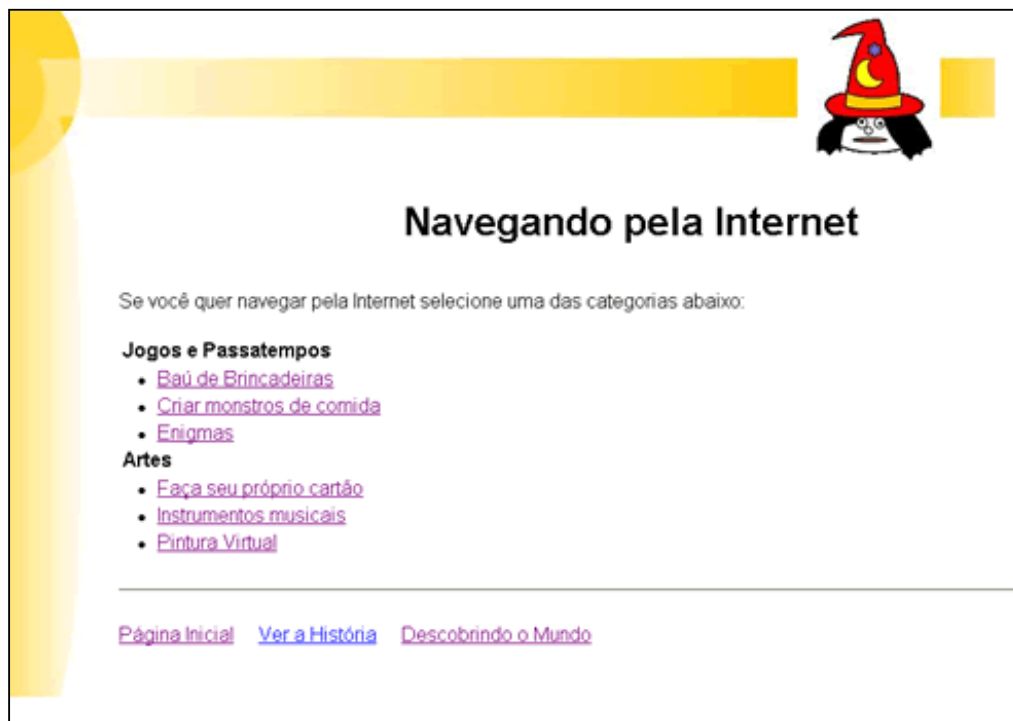 Navegando pela Internet
Se você quer navegar pela Internet selecione uma das categorias abaixo:
Jogos e Passatempos
• Baú de Brincadeiras
• Criar monstros de comida
• Enigmas
Artes
• Faça seu próprio cartão
• Instrumentos musicais
• Pintura Virtual
Página Inicial Ver a História Descobrindo o Mundo